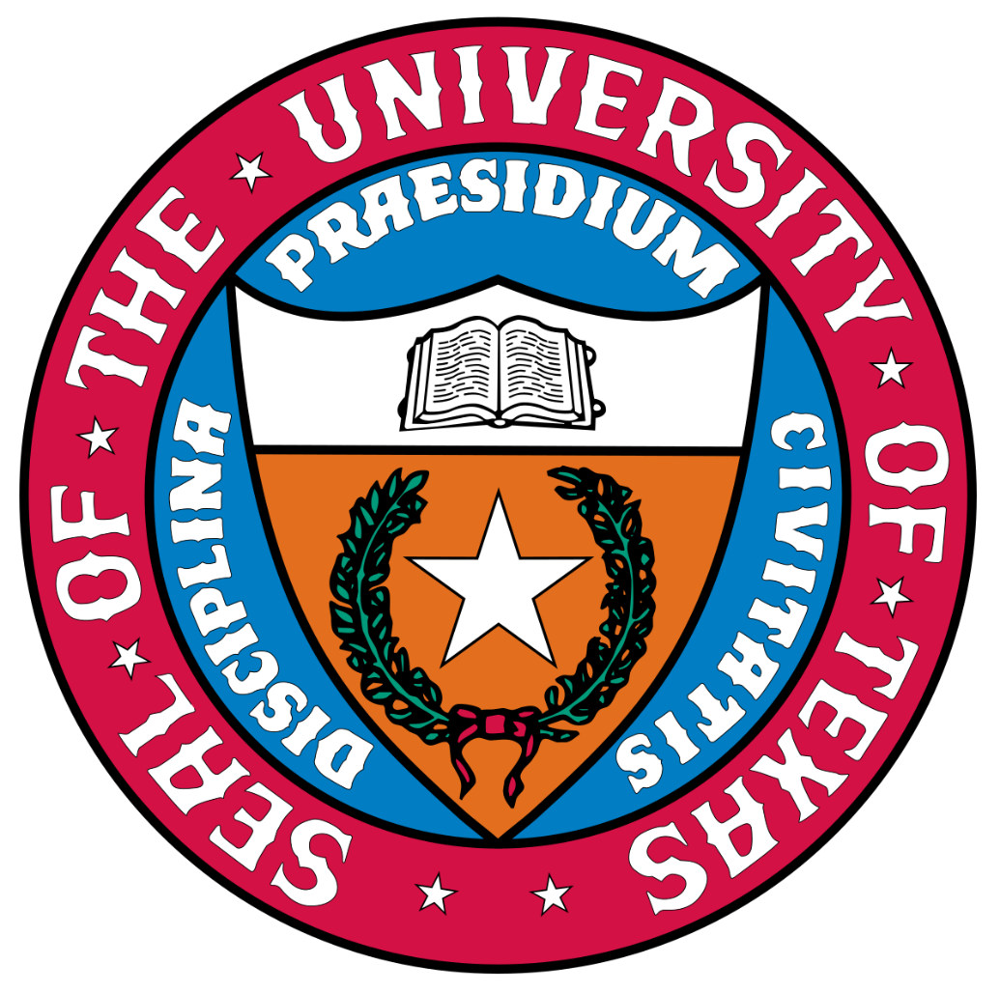 SEAL OF THE UNIVERSITY OF TEXAS
DISCIPLINA PRAESIDIUM CIVITATIS